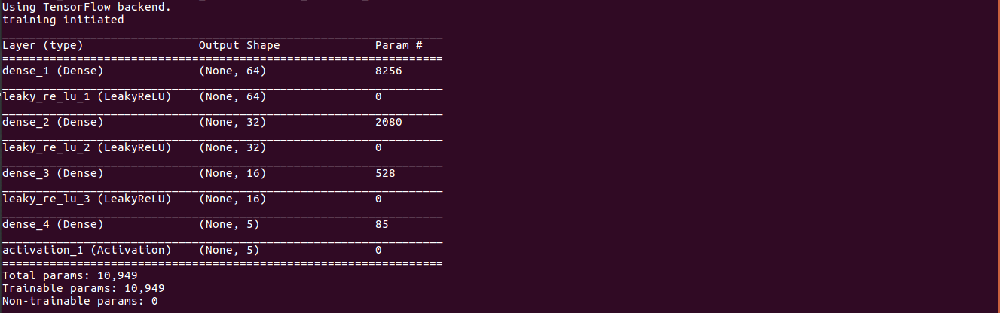 Using TensorFlow backend.
training initiated
_________________________________________________________________
Layer (type)                 Output Shape              Param #
=================================================================
dense_1 (Dense)              (None, 64)                8256
_________________________________________________________________
leaky_re_lu_1 (LeakyReLU)    (None, 64)                0
_________________________________________________________________
dense_2 (Dense)              (None, 32)                2080
_________________________________________________________________
leaky_re_lu_2 (LeakyReLU)    (None, 32)                0
_________________________________________________________________
dense_3 (Dense)              (None, 16)                528
_________________________________________________________________
leaky_re_lu_3 (LeakyReLU)    (None, 16)                0
_________________________________________________________________
dense_4 (Dense)              (None, 5)                 85
_________________________________________________________________
activation_1 (Activation)    (None, 5)                 0
=================================================================
Total params: 10,949
Trainable params: 10,949
Non-trainable params: 0